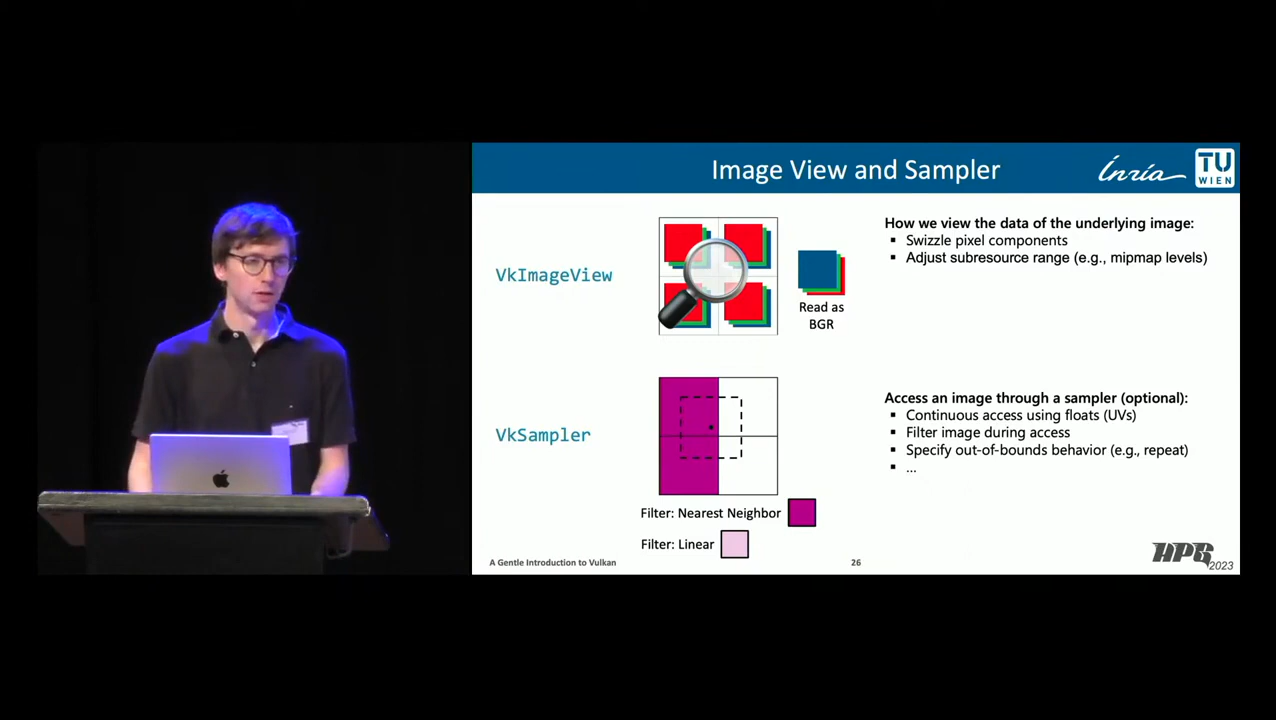 Image View and Sampler
Inria
TU
WIEN
VkImageView
Read as
BGR
How we view the data of the underlying image:
▪ Swizzle pixel components
▪ Adjust subresource range (e.g., mipmap levels)
VkSampler
Filter: Nearest Neighbor
Filter: Linear
Access an image through a sampler (optional):
▪ Continuous access using floats (UVs)
▪ Filter image during access
▪ Specify out-of-bounds behavior (e.g., repeat)
▪ ...
A Gentle Introduction to Vulkan
26
HPG
2023